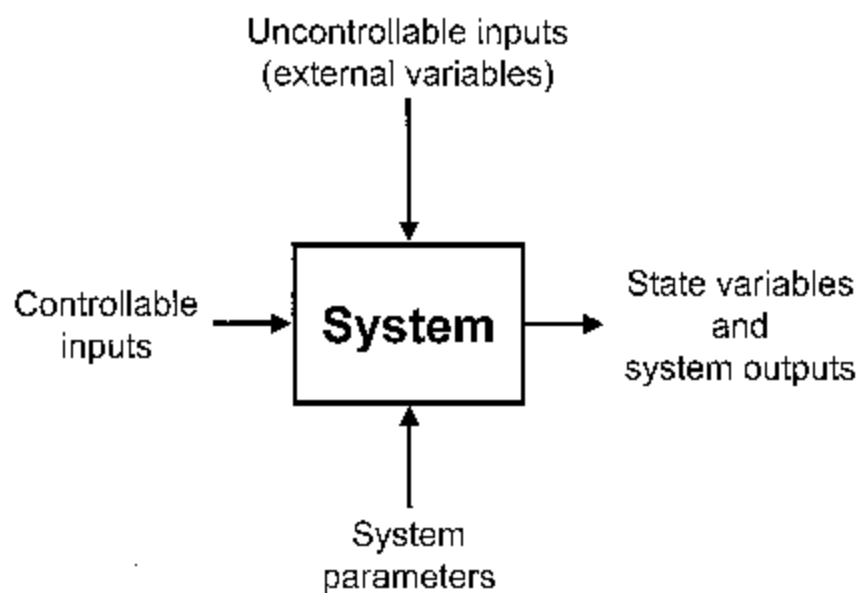 Uncontrollable inputs
(external variables)
Controllable
inputs
System
State variables
and
system outputs
System
parameters